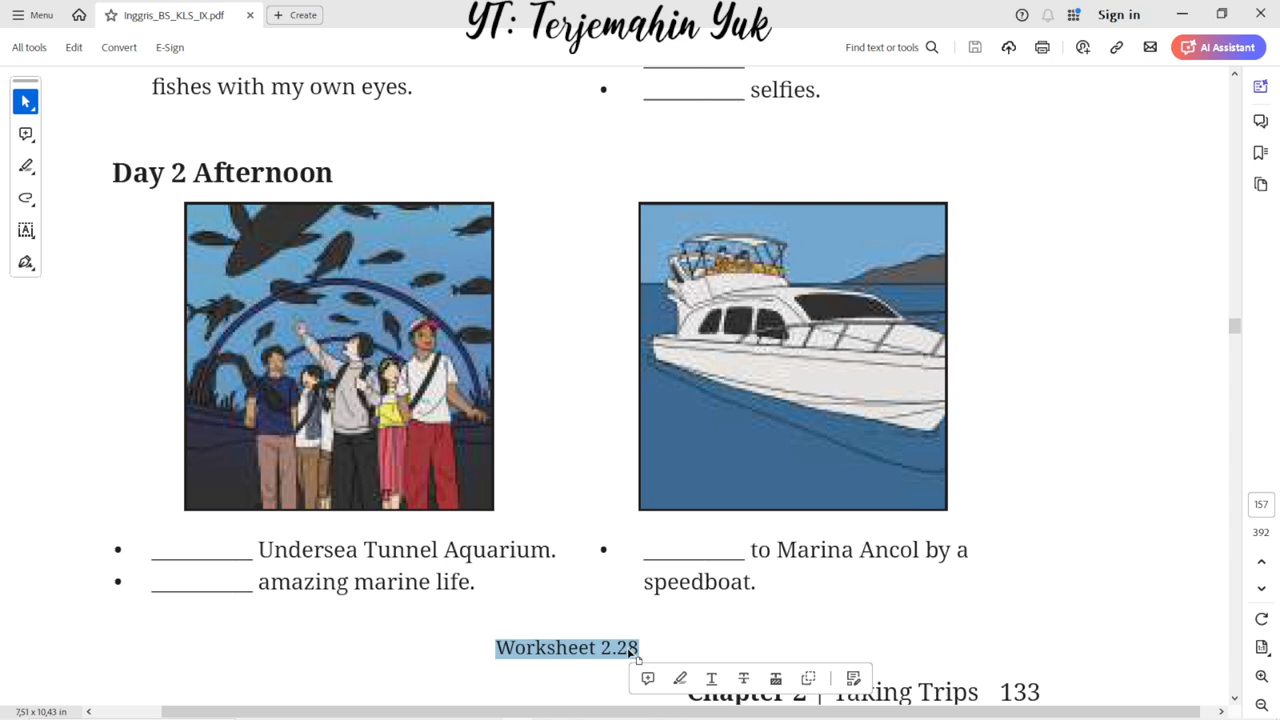 Menu
Inggris_BS_KLS_IX.pdf
Create
YT: Terjemahin Yuk
Sign in
All tools
Edit
Convert
E-Sign
Find text or tools
AI Assistant
fishes with my own eyes.
• __________ selfies.
Day 2 Afternoon
• __________ Undersea Tunnel Aquarium.
• __________ amazing marine life.
• __________ to Marina Ancol by a
speedboat.
Worksheet 2.28
Chapter 2 | Taking Trips 133
157
392
7,51 x 10,43 in